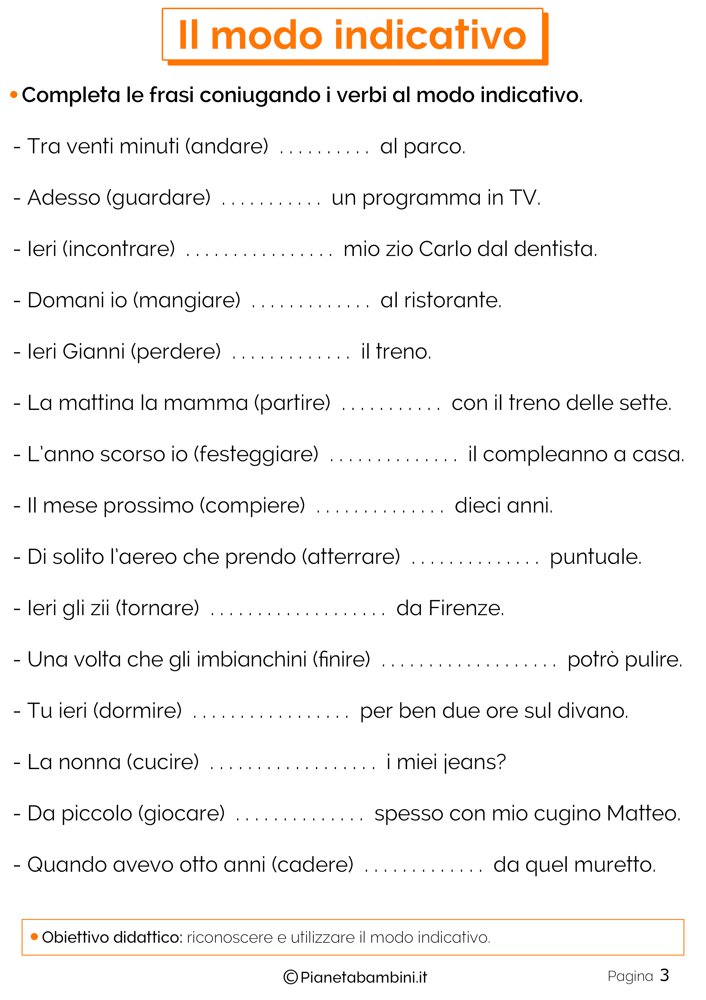 Il modo indicativo
• Completa le frasi coniugando i verbi al modo indicativo.
- Tra venti minuti (andare) . . . . . . . . . . al parco.
- Adesso (guardare) . . . . . . . . . . . un programma in TV.
- Ieri (incontrare) . . . . . . . . . . . . . . . . mio zio Carlo dal dentista.
- Domani io (mangiare) . . . . . . . . . . . . . al ristorante.
- Ieri Gianni (perdere) . . . . . . . . . . . . . il treno.
- La mattina la mamma (partire) . . . . . . . . . . . con il treno delle sette.
- L'anno scorso io (festeggiare) . . . . . . . . . . . . . . il compleanno a casa.
- Il mese prossimo (compiere) . . . . . . . . . . . . . . dieci anni.
- Di solito l'aereo che prendo (atterrare) . . . . . . . . . . . . . . puntuale.
- Ieri gli zii (tornare) . . . . . . . . . . . . . . . . . . . da Firenze.
- Una volta che gli imbianchini (finire) . . . . . . . . . . . . . . . . . . . potrò pulire.
- Tu ieri (dormire) . . . . . . . . . . . . . . . . . per ben due ore sul divano.
- La nonna (cucire) . . . . . . . . . . . . . . . . . . i miei jeans?
- Da piccolo (giocare) . . . . . . . . . . . . . . spesso con mio cugino Matteo.
- Quando avevo otto anni (cadere) . . . . . . . . . . . . . da quel muretto.
• Obiettivo didattico: riconoscere e utilizzare il modo indicativo.
©Pianetabambini.it
Pagina 3